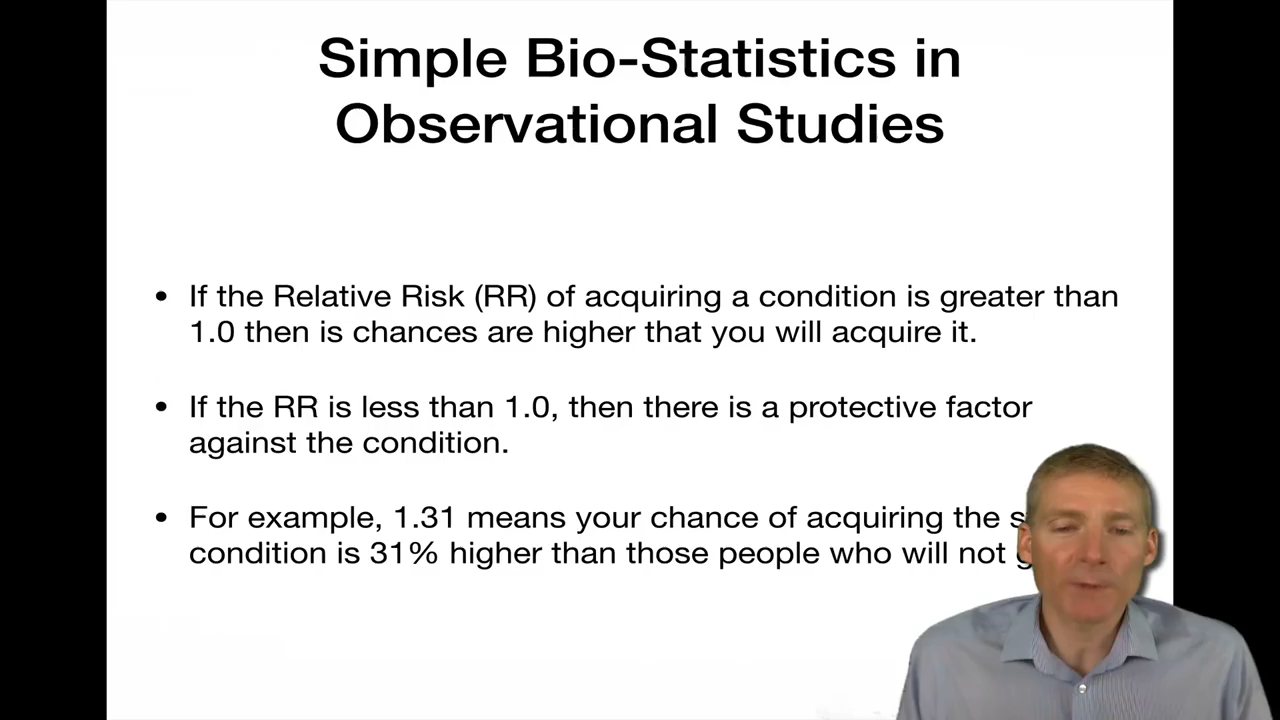 Simple Bio-Statistics in
Observational Studies
• If the Relative Risk (RR) of acquiring a condition is greater than
1.0 then is chances are higher that you will acquire it.
• If the RR is less than 1.0, then there is a protective factor
against the condition.
• For example, 1.31 means your chance of acquiring the
condition is 31% higher than those people who will not